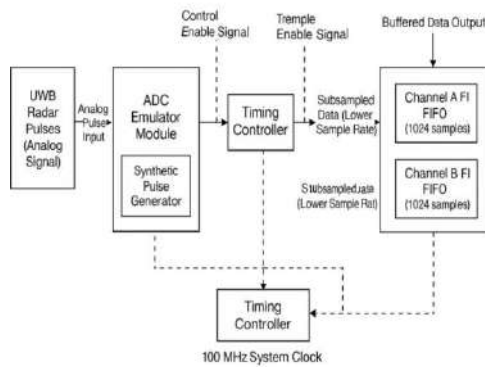 Control
Enable Signal
Tremple
Enable Signal
Buffered Data Output
UWB
Radar
Pulses
(Analog
Signal)
Analog
Pulse
Input
ADC
Emulator
Module
Synthetic
Pulse
Generator
Timing
Controller
Subsampled
Data (Lower
Sample Rate)
Channel A FI
FIFO
(1024 samples)
Channel B FI
FIFO
(1024 samples)
(Lower Sample Rat)
Timing
Controller
100 MHz System Clock